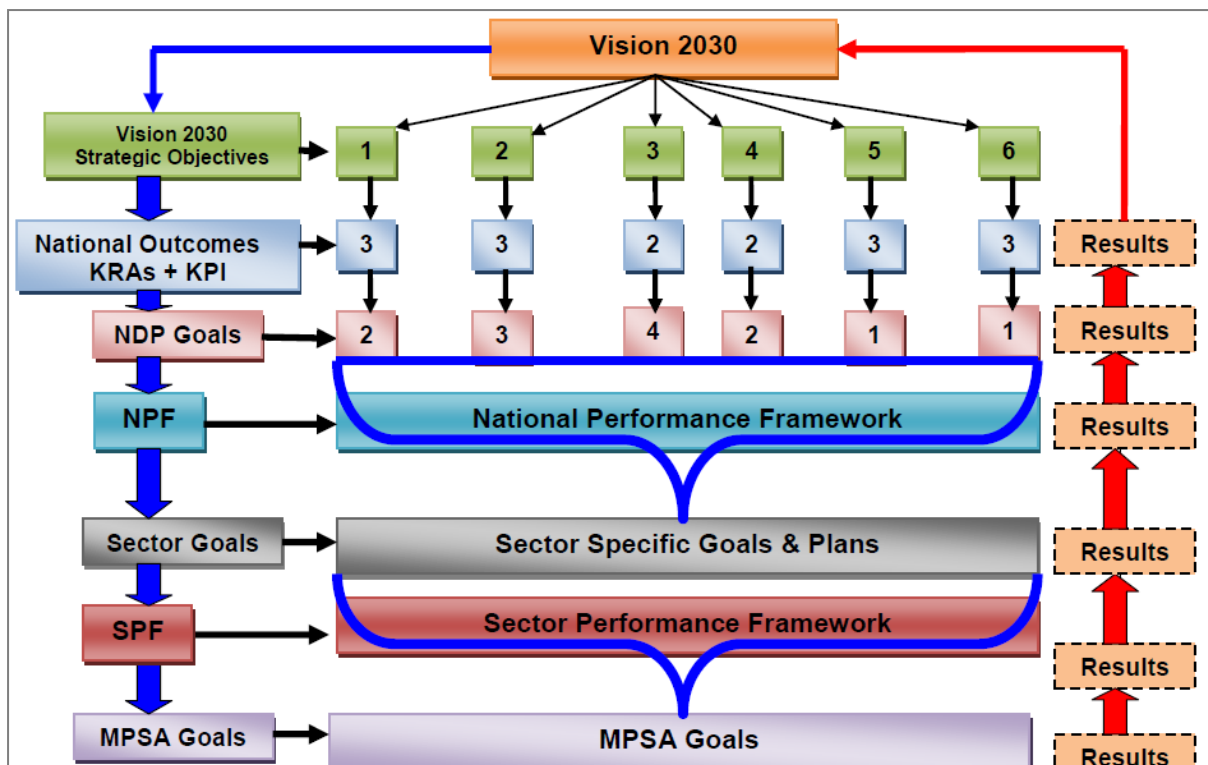 Vision 2030
Vision 2030
Strategic Objectives
1
2
3
4
5
6
National Outcomes
KRAs + KPI
3
3
2
2
3
3
Results
NDP Goals
2
3
4
2
1
1
Results
NPF
National Performance Framework
Results
Sector Goals
Sector Specific Goals & Plans
Results
SPF
Sector Performance Framework
Results
MPSA Goals
MPSA Goals
Results